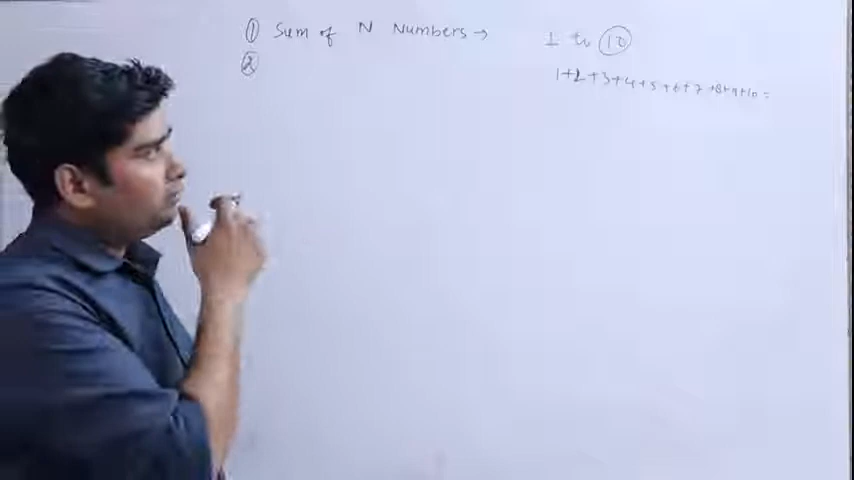 ① Sum of N Numbers → 1 to 10
②
1+2+3+4+5+6+7+8+9+10=